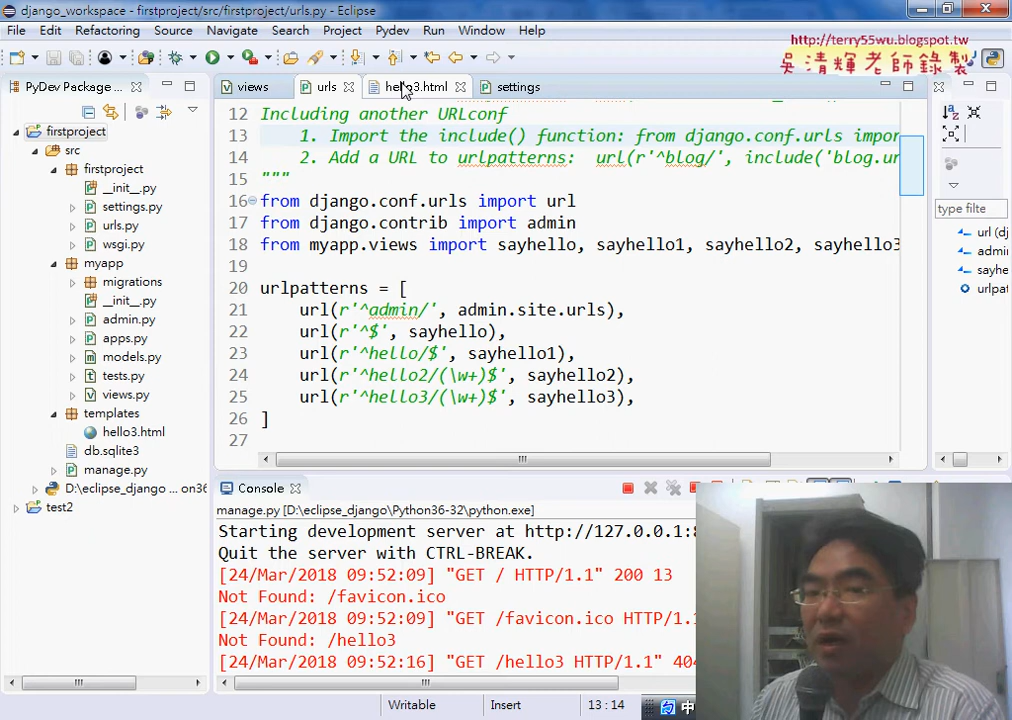 django_workspace - firstproject/src/firstproject/urls.py - Eclipse
File Edit Refactoring Source Navigate Search Project Pydev Run Window Help
http://terry55wu.blogspot.tw
吳清輝老師錄製
PyDev Package ...
views urls hello3.html settings
firstproject
src
firstproject
__init__.py
settings.py
urls.py
wsgi.py
myapp
migrations
__init__.py
admin.py
apps.py
models.py
tests.py
views.py
templates
hello3.html
db.sqlite3
manage.py
D:\eclipse_django ... on36
test2
12 Including another URLconf
13 1. Import the include() function: from django.conf.urls impor
14 2. Add a URL to urlpatterns: url(r'^blog/', include('blog.ur
15 """
16 from django.conf.urls import url
17 from django.contrib import admin
18 from myapp.views import sayhello, sayhello1, sayhello2, sayhello3
19
20 urlpatterns = [
21 url(r'^admin/', admin.site.urls),
22 url(r'^$', sayhello),
23 url(r'^hello/$', sayhello1),
24 url(r'^hello2/(\w+)$', sayhello2),
25 url(r'^hello3/(\w+)$', sayhello3),
26 ]
27
type filte
url (dj
admi
sayhe
urlpat
Console
manage.py [D:\eclipse_django\Python36-32\python.exe]
Starting development server at http://127.0.0.1:8
Quit the server with CTRL-BREAK.
[24/Mar/2018 09:52:09] "GET / HTTP/1.1" 200 13
Not Found: /favicon.ico
[24/Mar/2018 09:52:09] "GET /favicon.ico HTTP/1.
Not Found: /hello3
[24/Mar/2018 09:52:16] "GET /hello3 HTTP/1.1" 404
Writable Insert 13 : 14 中